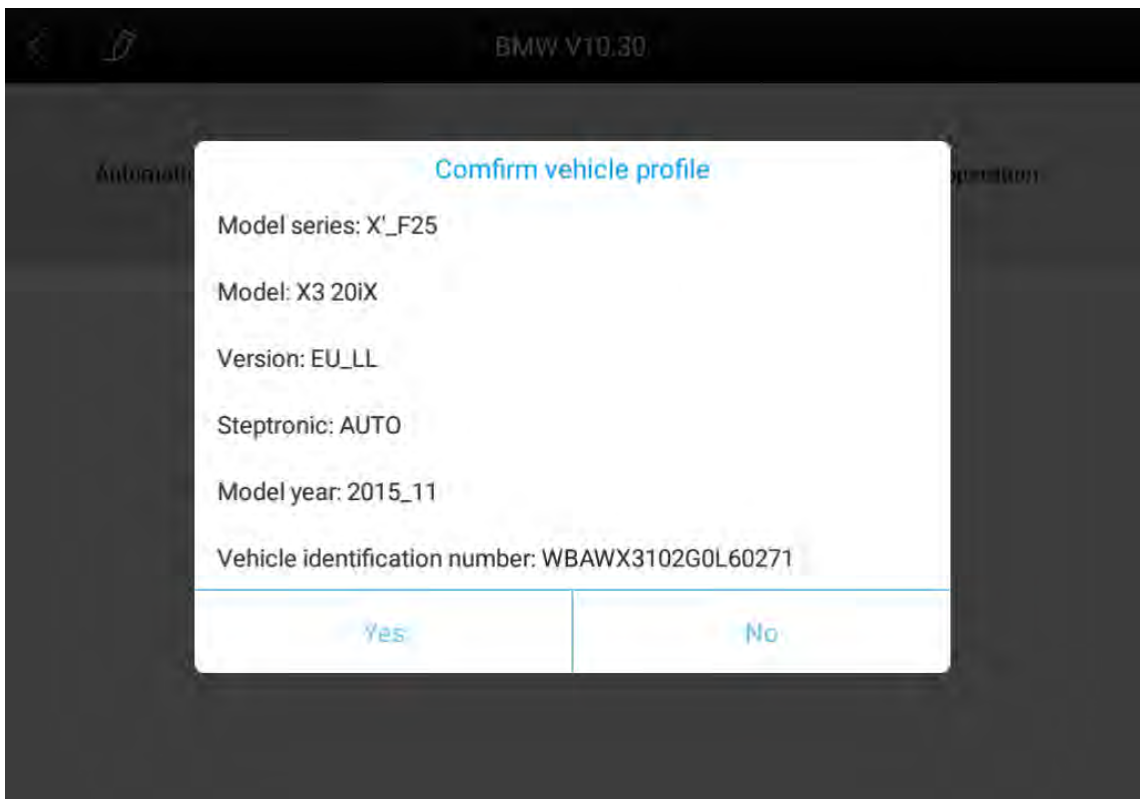 BMW V10.30
Comfirm vehicle profile
Model series: X'_F25
Model: X3 20iX
Version: EU_LL
Steptronic: AUTO
Model year: 2015_11
Vehicle identification number: WBAWX3102G0L60271
Yes
No